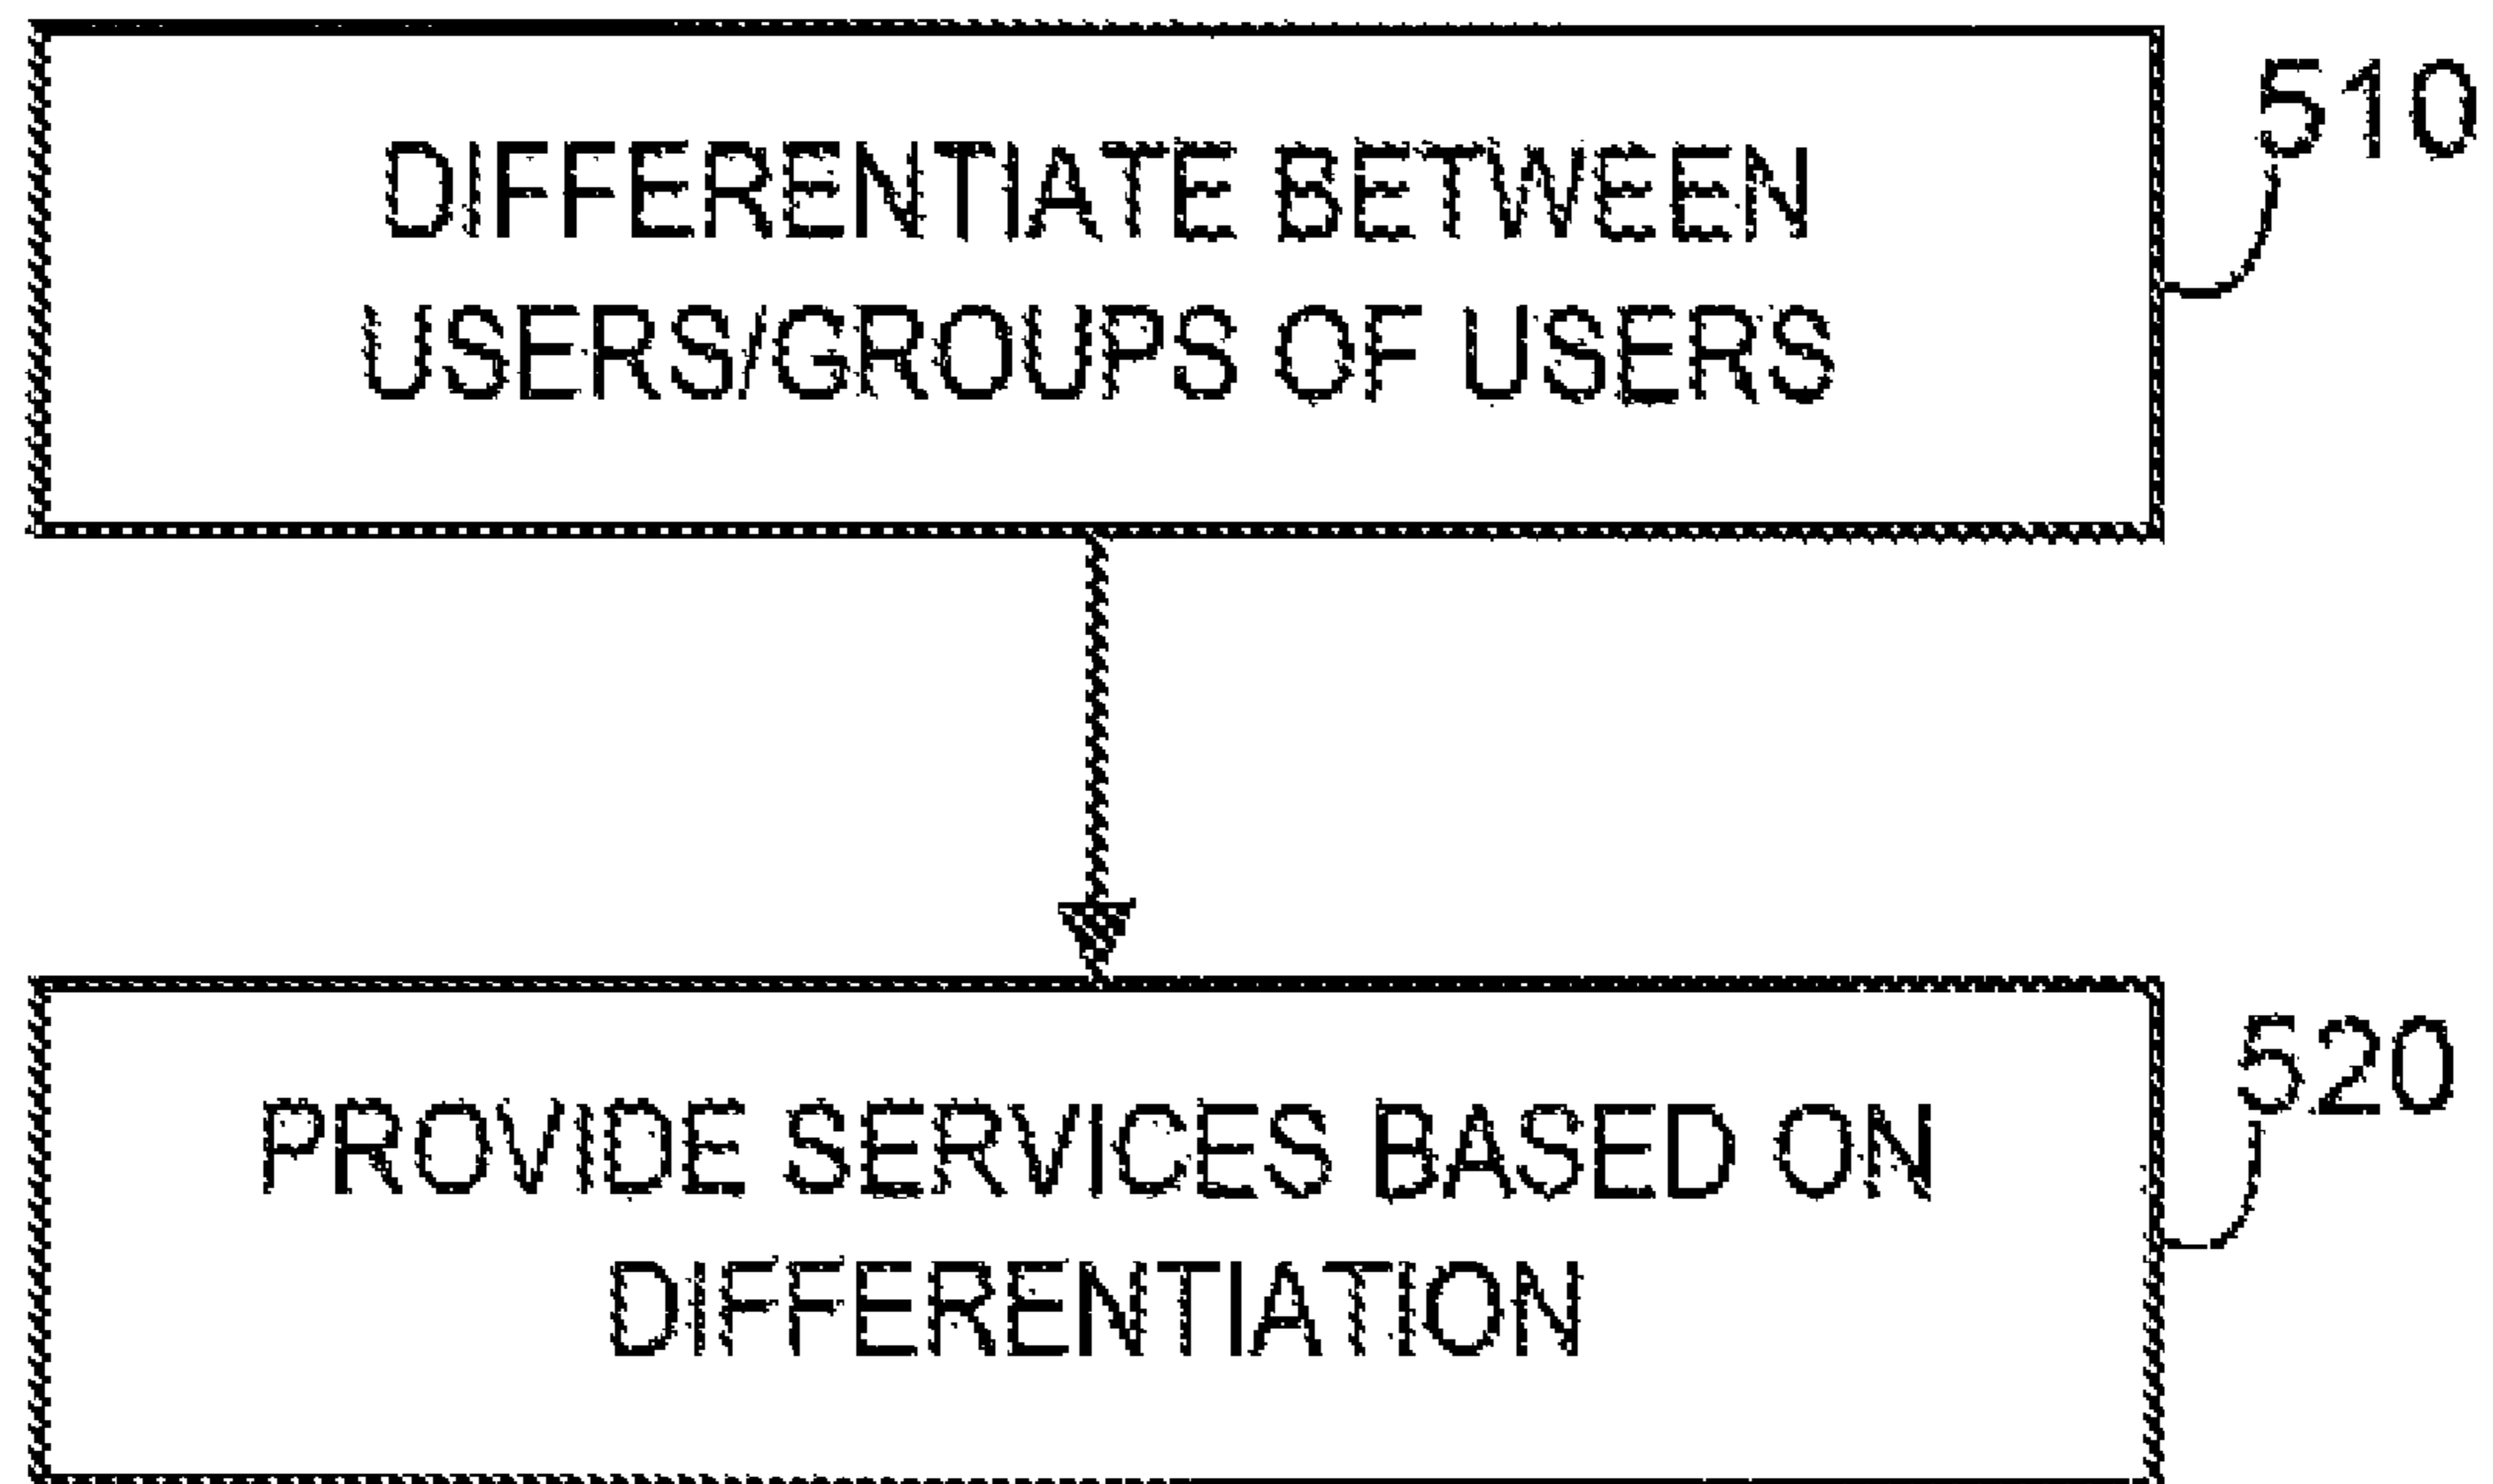 510
DIFFERENTIATE BETWEEN
USERS/GROUPS OF USERS
520
PROVIDE SERVICES BASED ON
DIFFERENTIATION